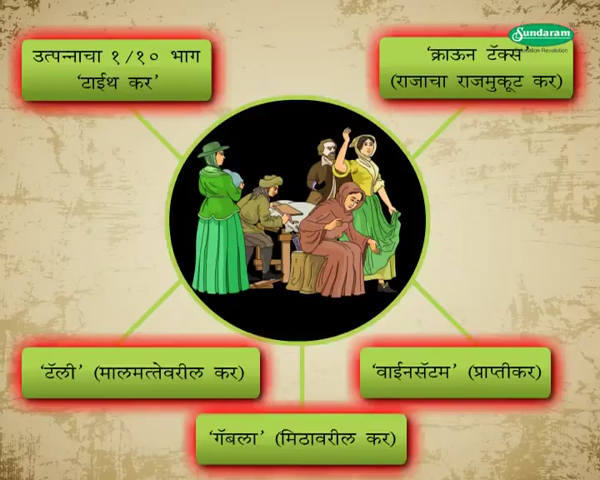 Sundaram
उत्पन्नाचा १/१० भाग
‘टाईथ कर’
‘क्राऊन टॅक्स’
(राजाचा राजमुकूट कर)
‘टॅली’ (मालमत्तेवरील कर)
‘वाईनसॅटम’ (प्राप्तीकर)
‘गॅबला’ (मिठावरील कर)